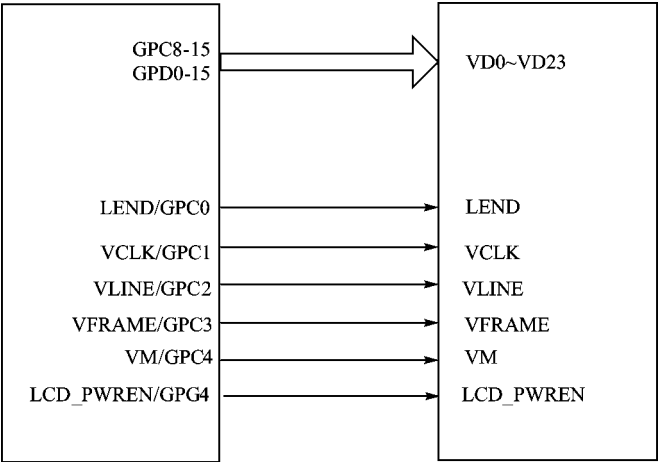 GPC8-15
GPD0-15
VD0~VD23
LEND/GPC0
LEND
VCLK/GPC1
VCLK
VLINE/GPC2
VLINE
VFRAME/GPC3
VFRAME
VM/GPC4
VM
LCD_PWREN/GPG4
LCD_PWREN